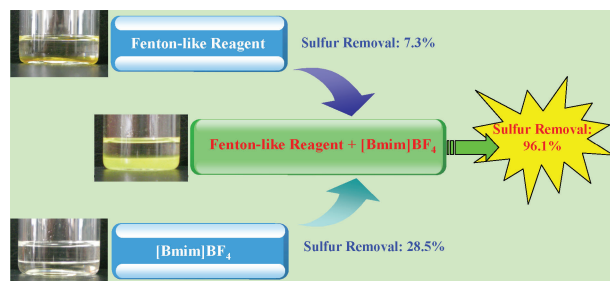 Fenton-like Reagent
Sulfur Removal: 7.3%
Fenton-like Reagent + [Bmim]BF₄
Sulfur Removal:
96.1%
[Bmim]BF₄
Sulfur Removal: 28.5%